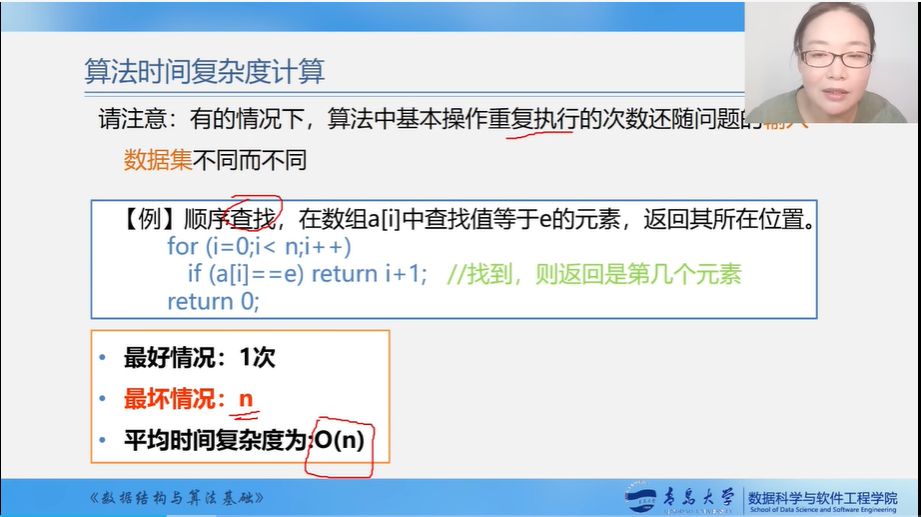 算法时间复杂度计算
请注意：有的情况下，算法中基本操作重复执行的次数还随问题的输入
数据集不同而不同
【例】顺序查找，在数组a[i]中查找值等于e的元素，返回其所在位置。
for (i=0;i< n;i++)
if (a[i]==e) return i+1; //找到，则返回是第几个元素
return 0;
• 最好情况：1次
• 最坏情况：n
• 平均时间复杂度为:O(n)
《数据结构与算法基础》
青岛大学 数据科学与软件工程学院
School of Data Science and Software Engineering